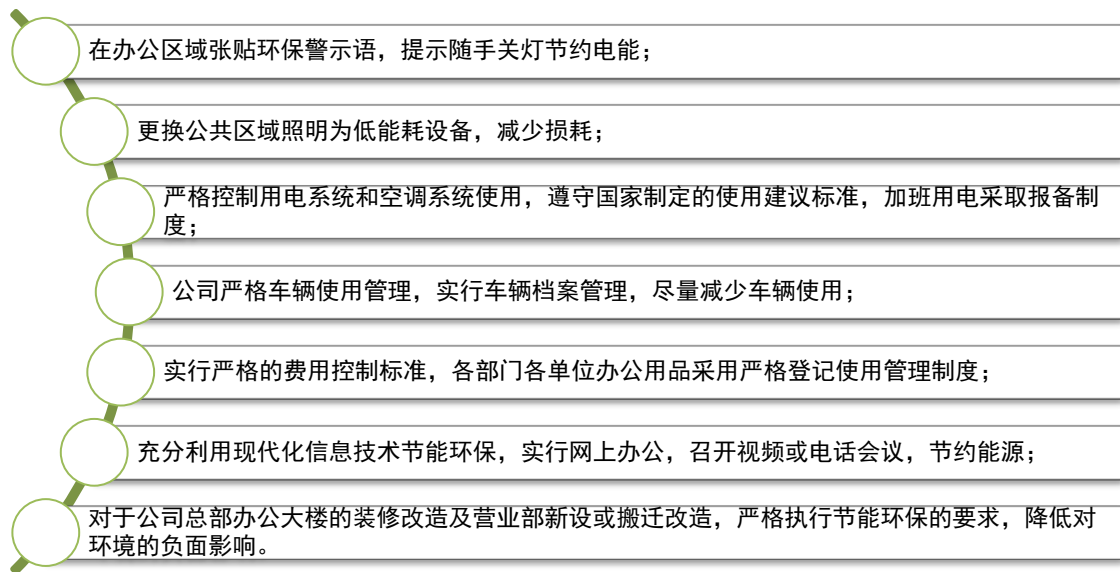 在办公区域张贴环保警示语，提示随手关灯节约电能；
更换公共区域照明为低能耗设备，减少损耗；
严格控制用电系统和空调系统使用，遵守国家制定的使用建议标准，加班用电采取报备制
度；
公司严格车辆使用管理，实行车辆档案管理，尽量减少车辆使用；
实行严格的费用控制标准，各部门各单位办公用品采用严格登记使用管理制度；
充分利用现代化信息技术节能环保，实行网上办公，召开视频或电话会议，节约能源；
对于公司总部办公大楼的装修改造及营业部新设或搬迁改造，严格执行节能环保的要求，降低对
环境的负面影响。